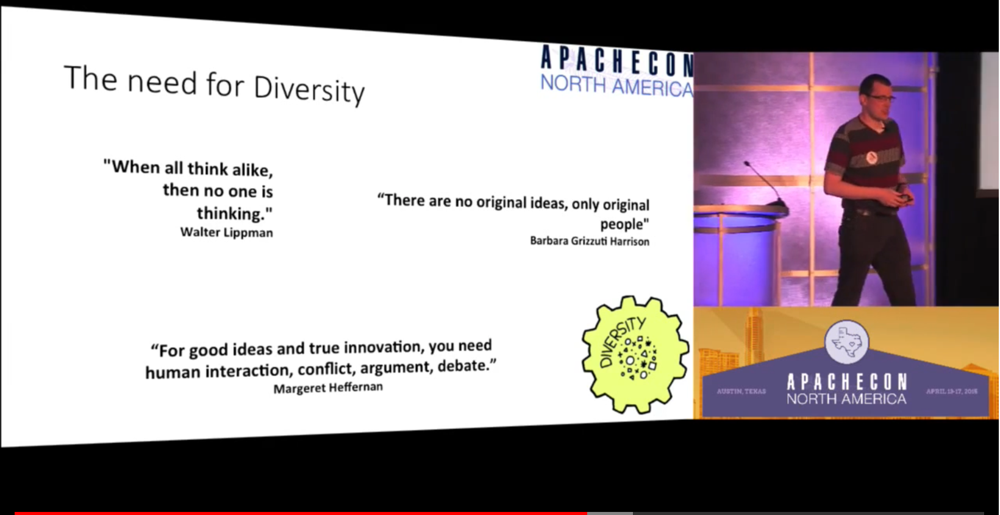 The need for Diversity
APACHECON
NORTH AMERICA
"When all think alike,
then no one is
thinking."
Walter Lippman
“There are no original ideas, only original
people"
Barbara Grizzuti Harrison
“For good ideas and true innovation, you need
human interaction, conflict, argument, debate.”
Margeret Heffernan
DIVERSITY
AUSTIN, TEXAS
APACHECON
NORTH AMERICA
APRIL 13-17, 2015